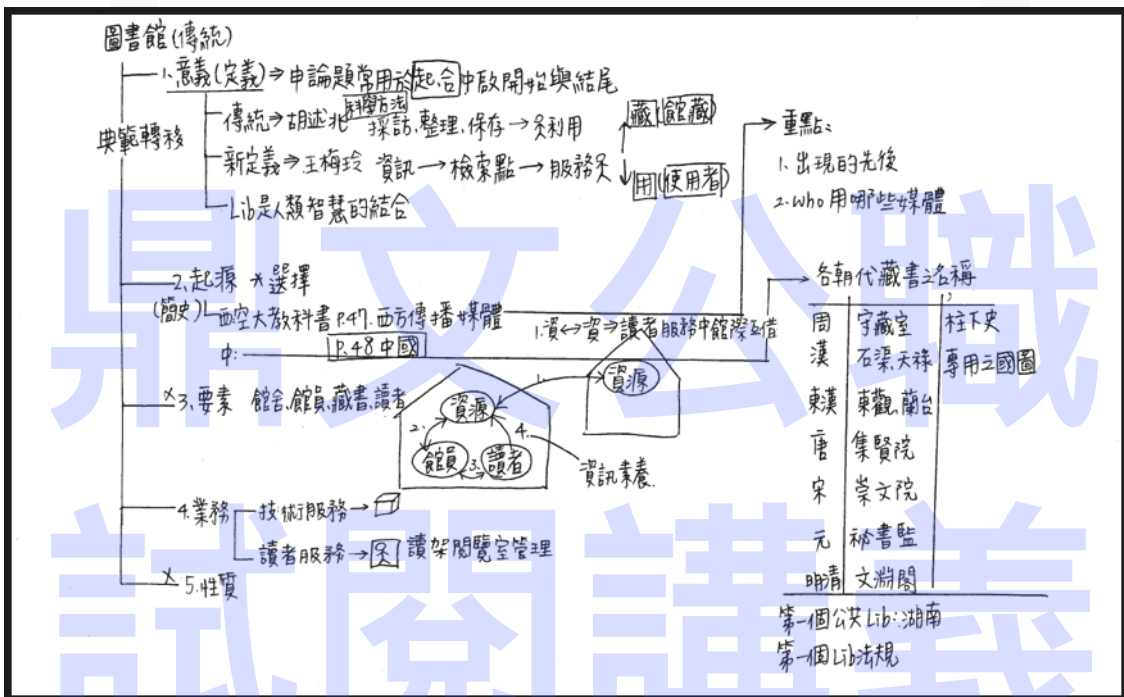 圖書館(傳統)
1.意義(定義)⇒申論題常用於起、合中啟開始與結尾
典範轉移
傳統⇒胡述兆 科學方法 採訪、整理、保存→利用
新定義⇒王梅玲 資訊→檢索點→服務
Lib是人類智慧的結合
藏(館藏)
用(使用者)
重點:
1.出現的先後
2.Who用哪些媒體
2.起源 選擇
(簡史) 西:空大教科書P.47.西方傳播媒體
中: P.48中國
1.資↔資⇒讀者服務中館際互借
3.要素 館舍、館員、藏書、讀者
資源
資源
1.
2.
4.
館員
3.
讀者
資訊素養
4.業務
技術服務→
讀者服務→ 讀架閱覽室管理
5.性質
各朝代藏書之名稱
周 守藏室 柱下史
漢 石渠、天祿 專用之國圖
東漢 東觀、蘭台
唐 集賢院
宋 崇文院
元 祕書監
明清 文淵閣
第一個公共Lib:湖南
第一個Lib法規
鼎文公職
試閱講義